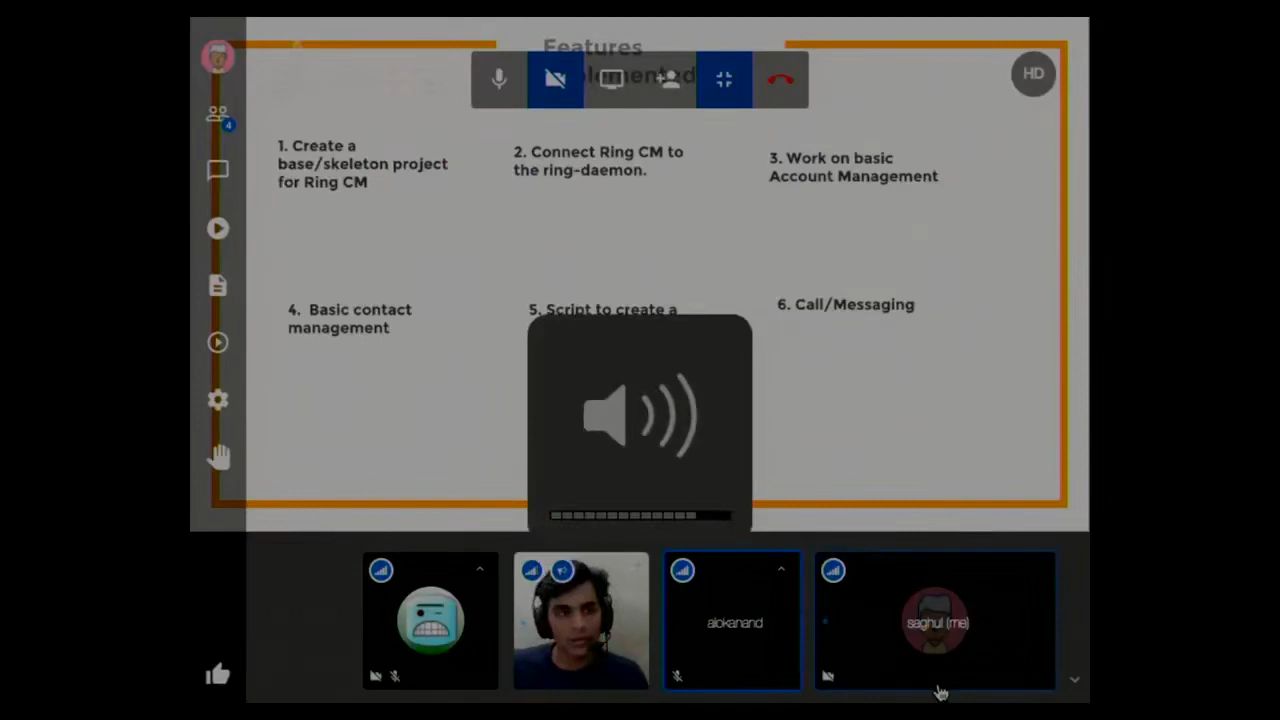 Features
Implemented
HD
4
1. Create a
base/skeleton project
for Ring CM
2. Connect Ring CM to
the ring-daemon.
3. Work on basic
Account Management
4. Basic contact
management
5. Script to create a
6. Call/Messaging
alokanand
saghul (me)